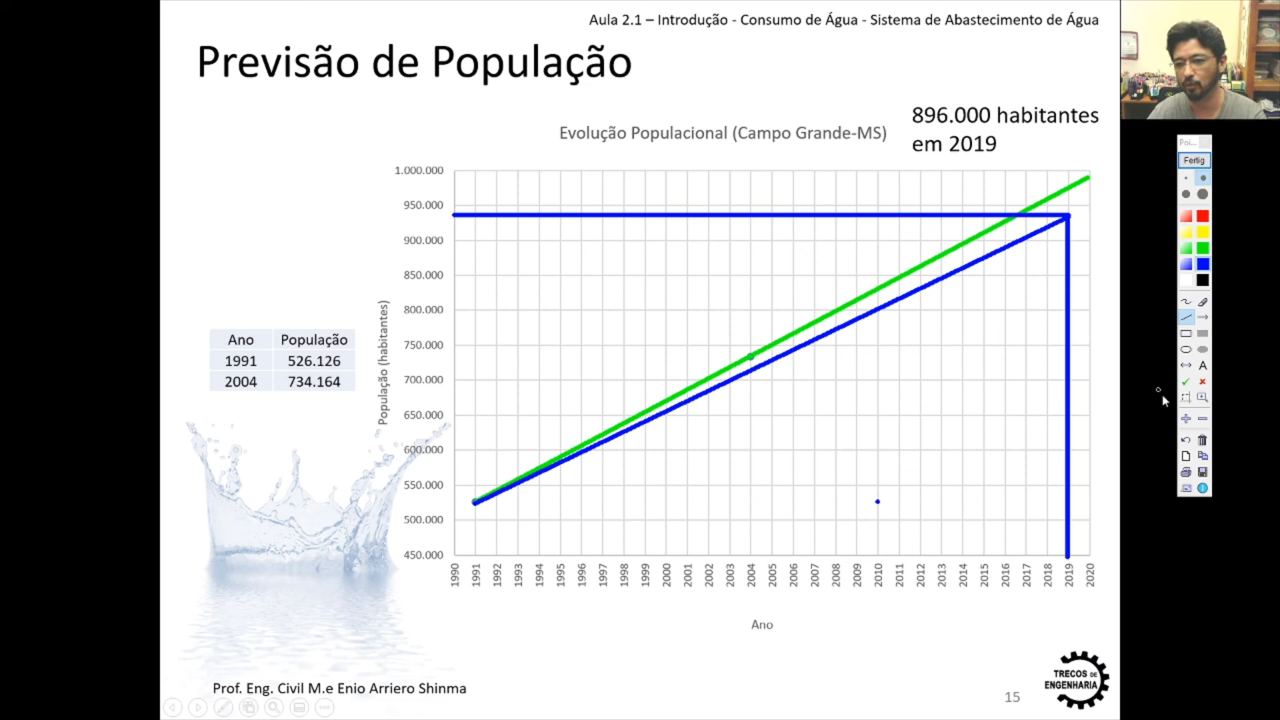 Aula 2.1 – Introdução - Consumo de Água - Sistema de Abastecimento de Água
Previsão de População
896.000 habitantes
em 2019
Evolução Populacional (Campo Grande-MS)
Poi...
Fertig
A
1.000.000
950.000
900.000
850.000
800.000
750.000
700.000
650.000
600.000
550.000
500.000
450.000
População (habitantes)
Ano População
1991 526.126
2004 734.164
1990 1991 1992 1993 1994 1995 1996 1997 1998 1999 2000 2001 2002 2003 2004 2005 2006 2007 2008 2009 2010 2011 2012 2013 2014 2015 2016 2017 2018 2019 2020
Ano
Prof. Eng. Civil M.e Enio Arriero Shinma
TRECOS DE
ENGENHARIA
15